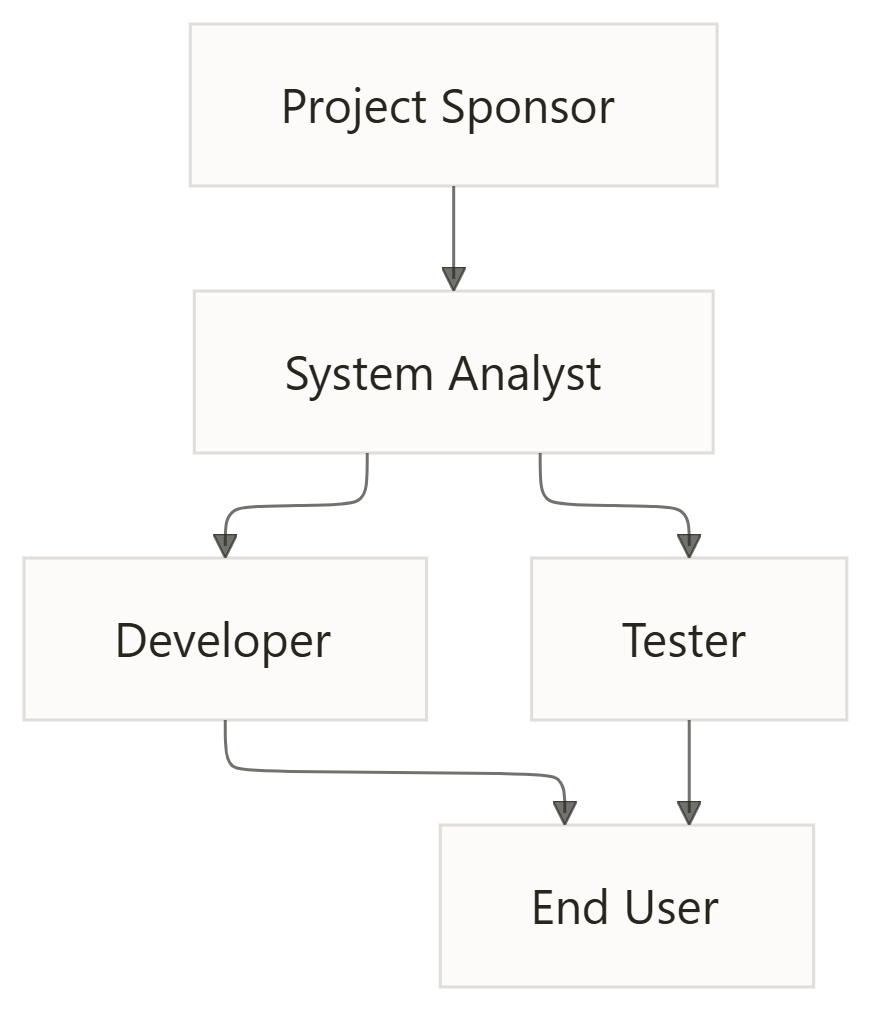 Project Sponsor
System Analyst
Developer
Tester
End User